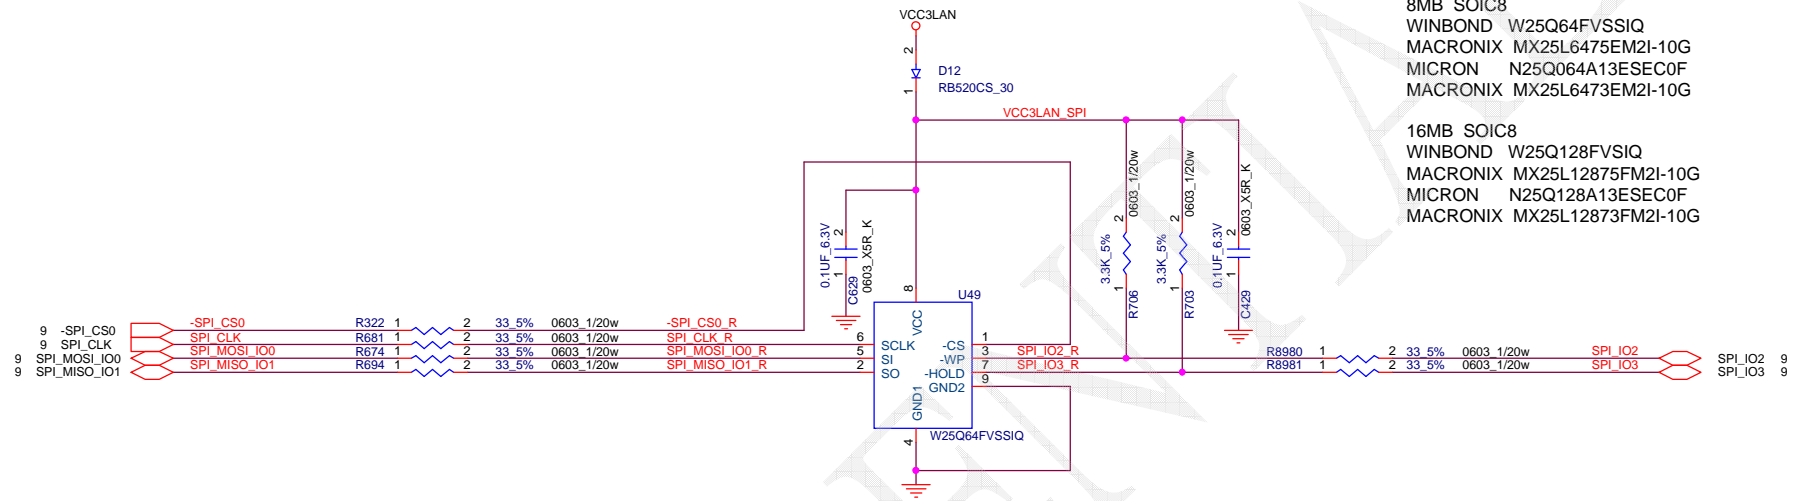 8MB SOIC8
WINBOND W25Q64FVSSIQ
MACRONIX MX25L6475EM2I-10G
MICRON N25Q064A13ESEC0F
MACRONIX MX25L6473EM2I-10G
16MB SOIC8
WINBOND W25Q128FVSIQ
MACRONIX MX25L12875FM2I-10G
MICRON N25Q128A13ESEC0F
MACRONIX MX25L12873FM2I-10G
VCC3LAN
2
D12
RB520CS_30
1
VCC3LAN_SPI
0.1UF_6.3V
2
1
C629
0603_X5R_K
3.3K_5%
2
0603_1/20w
1
R706
3.3K_5%
2
0603_1/20w
1
R703
0.1UF_6.3V
2
0603_X5R_K
1
C429
8
U49
VCC
9 -SPI_CS0 -SPI_CS0 R322 1 2 33_5% 0603_1/20w -SPI_CS0_R
9 SPI_CLK SPI_CLK R681 1 2 33_5% 0603_1/20w SPI_CLK_R 6 SCLK -CS 1
9 SPI_MOSI_IO0 SPI_MOSI_IO0 R674 1 2 33_5% 0603_1/20w SPI_MOSI_IO0_R 5 SI -WP 3 SPI_IO2_R R8980 1 2 33_5% 0603_1/20w SPI_IO2 SPI_IO2 9
9 SPI_MISO_IO1 SPI_MISO_IO1 R694 1 2 33_5% 0603_1/20w SPI_MISO_IO1_R 2 SO -HOLD 7 SPI_IO3_R R8981 1 2 33_5% 0603_1/20w SPI_IO3 SPI_IO3 9
GND2 9
GND1
4
W25Q64FVSSIQ